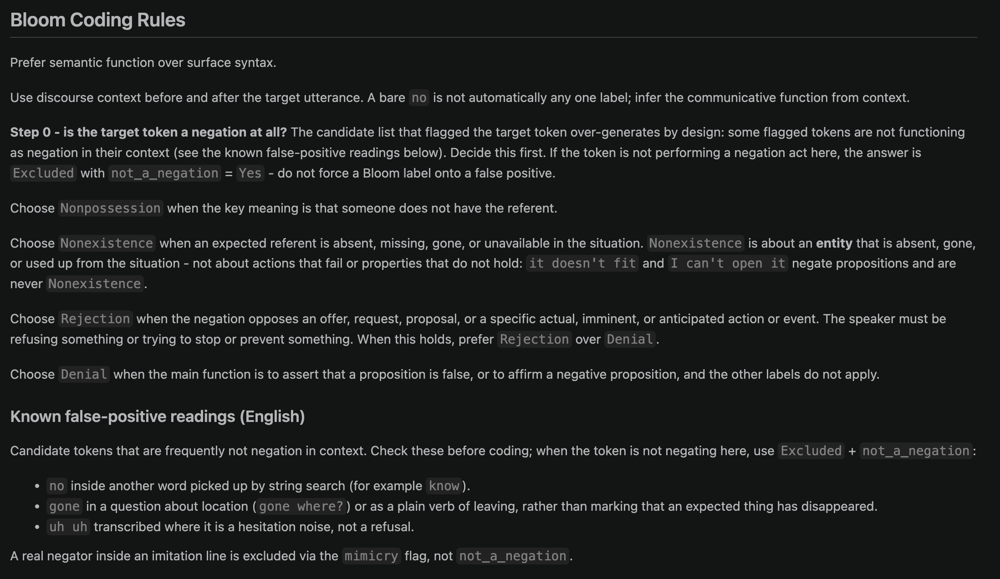 Bloom Coding Rules
Prefer semantic function over surface syntax.
Use discourse context before and after the target utterance. A bare no is not automatically any one label; infer the communicative function from context.
Step 0 - is the target token a negation at all? The candidate list that flagged the target token over-generates by design: some flagged tokens are not functioning
as negation in their context (see the known false-positive readings below). Decide this first. If the token is not performing a negation act here, the answer is
Excluded with not_a_negation = Yes - do not force a Bloom label onto a false positive.
Choose Nonpossession when the key meaning is that someone does not have the referent.
Choose Nonexistence when an expected referent is absent, missing, gone, or unavailable in the situation. Nonexistence is about an entity that is absent, gone,
or used up from the situation - not about actions that fail or properties that do not hold: it doesn't fit and I can't open it negate propositions and are
never Nonexistence.
Choose Rejection when the negation opposes an offer, request, proposal, or a specific actual, imminent, or anticipated action or event. The speaker must be
refusing something or trying to stop or prevent something. When this holds, prefer Rejection over Denial.
Choose Denial when the main function is to assert that a proposition is false, or to affirm a negative proposition, and the other labels do not apply.
Known false-positive readings (English)
Candidate tokens that are frequently not negation in context. Check these before coding; when the token is not negating here, use Excluded + not_a_negation:
• no inside another word picked up by string search (for example know).
• gone in a question about location (gone where?) or as a plain verb of leaving, rather than marking that an expected thing has disappeared.
• uh uh transcribed where it is a hesitation noise, not a refusal.
A real negator inside an imitation line is excluded via the mimicry flag, not not_a_negation.